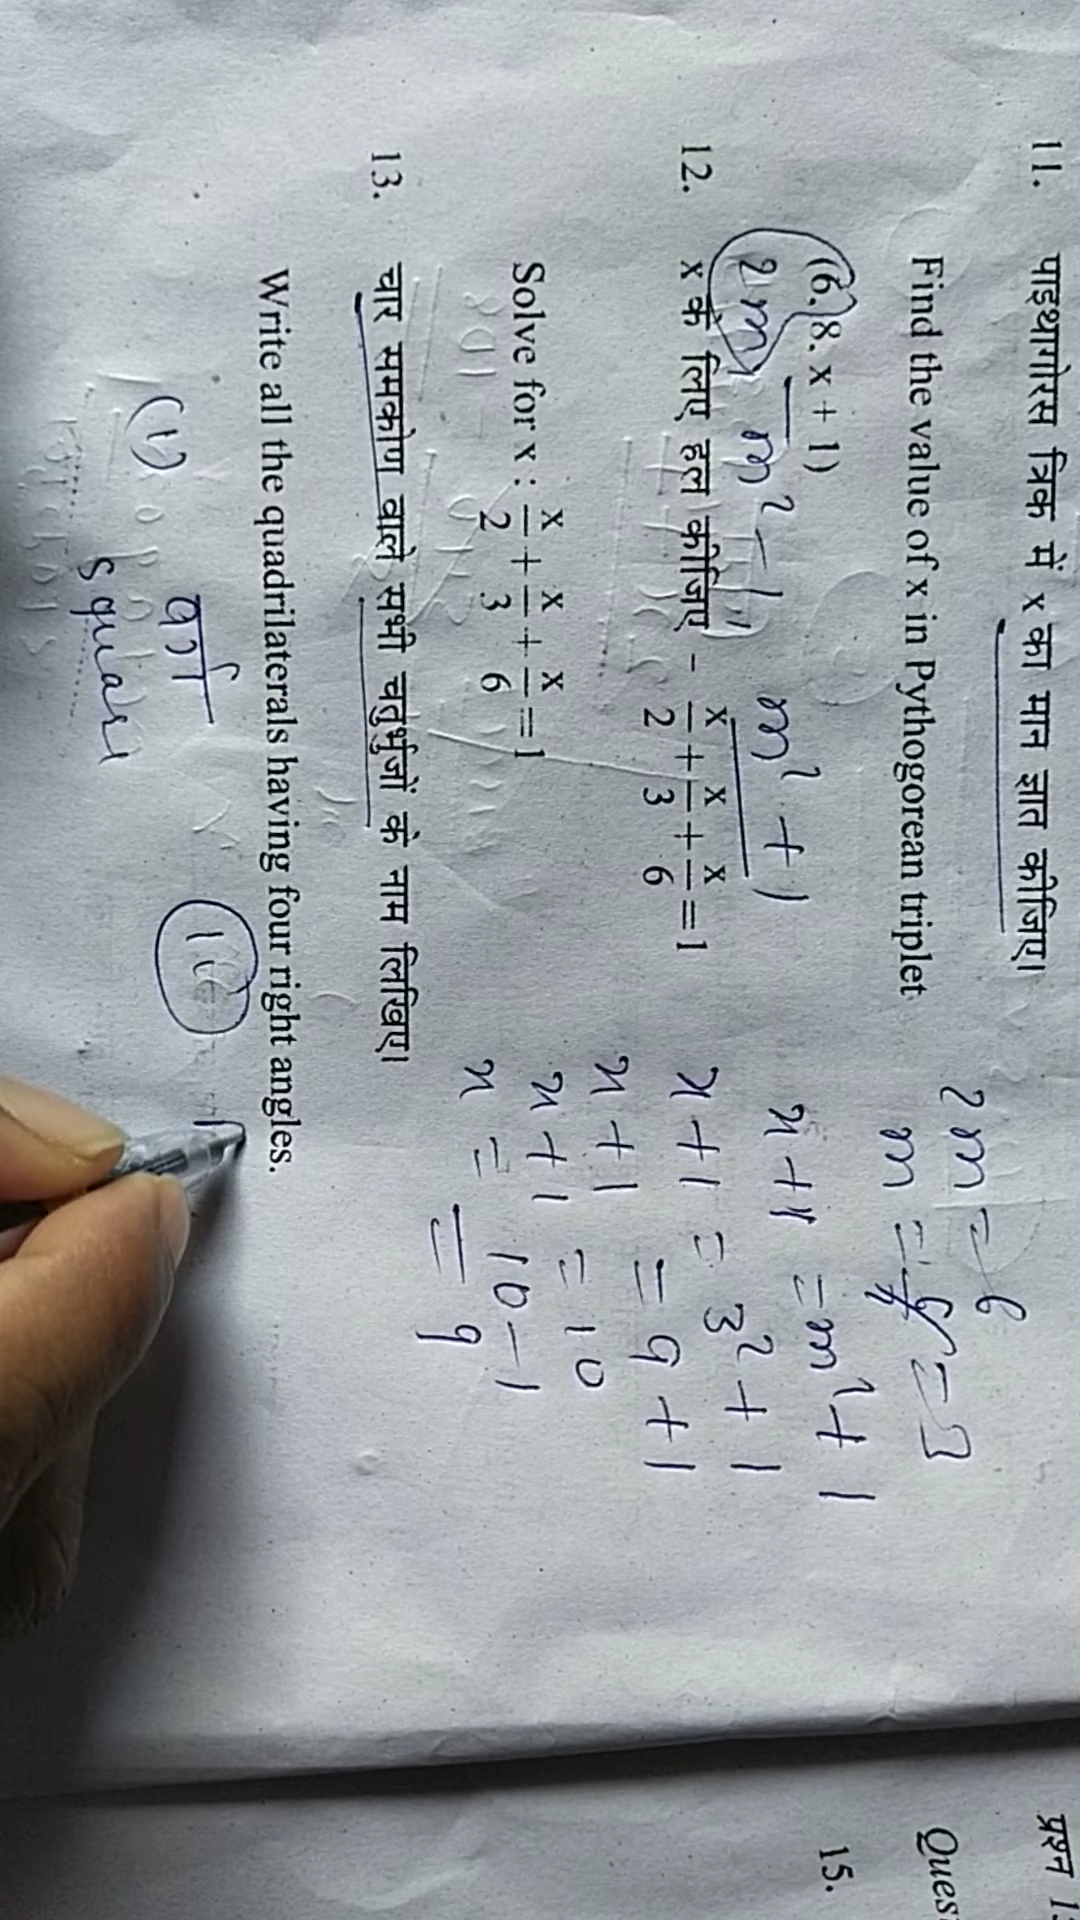 11. पाइथागोरस त्रिक में x का मान ज्ञात कीजिए।
Find the value of x in Pythogorean triplet
(6, 8. x + 1)
2m, m² - 1, m² + 1
2m = 6
m = 6/2 = 3
x + 1 = m² + 1
x + 1 = 3² + 1
x + 1 = 9 + 1
x + 1 = 10
x = 10 - 1
= 9
12. x के लिए हल कीजिए - x/2 + x/3 + x/6 = 1
Solve for x : x/2 + x/3 + x/6 = 1
13. चार समकोण वाले सभी चतुर्भुजों के नाम लिखिए।
Write all the quadrilaterals having four right angles.
(i) वर्ग
square
प्रश्न
15.